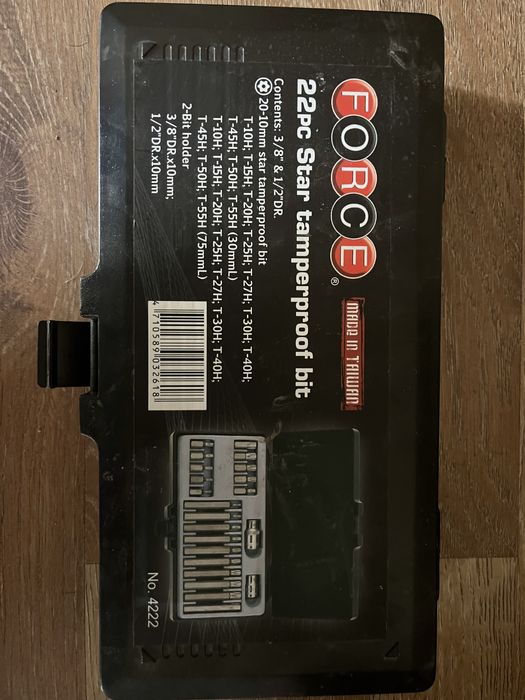 FORCE®
MADE IN TAIWAN
22PC Star tamperproof bit
Contents: 3/8" & 1/2"DR.
20-10mm star tamperproof bit
T-10H; T-15H; T-20H; T-25H; T-27H; T-30H; T-40H;
T-45H; T-50H; T-55H (30mmL)
T-10H; T-15H; T-20H; T-25H; T-27H; T-30H; T-40H;
T-45H; T-50H; T-55H (75mmL)
2-Bit holder
3/8"DR.x10mm;
1/2"DR.x10mm
4 710589 032618
No. 4222